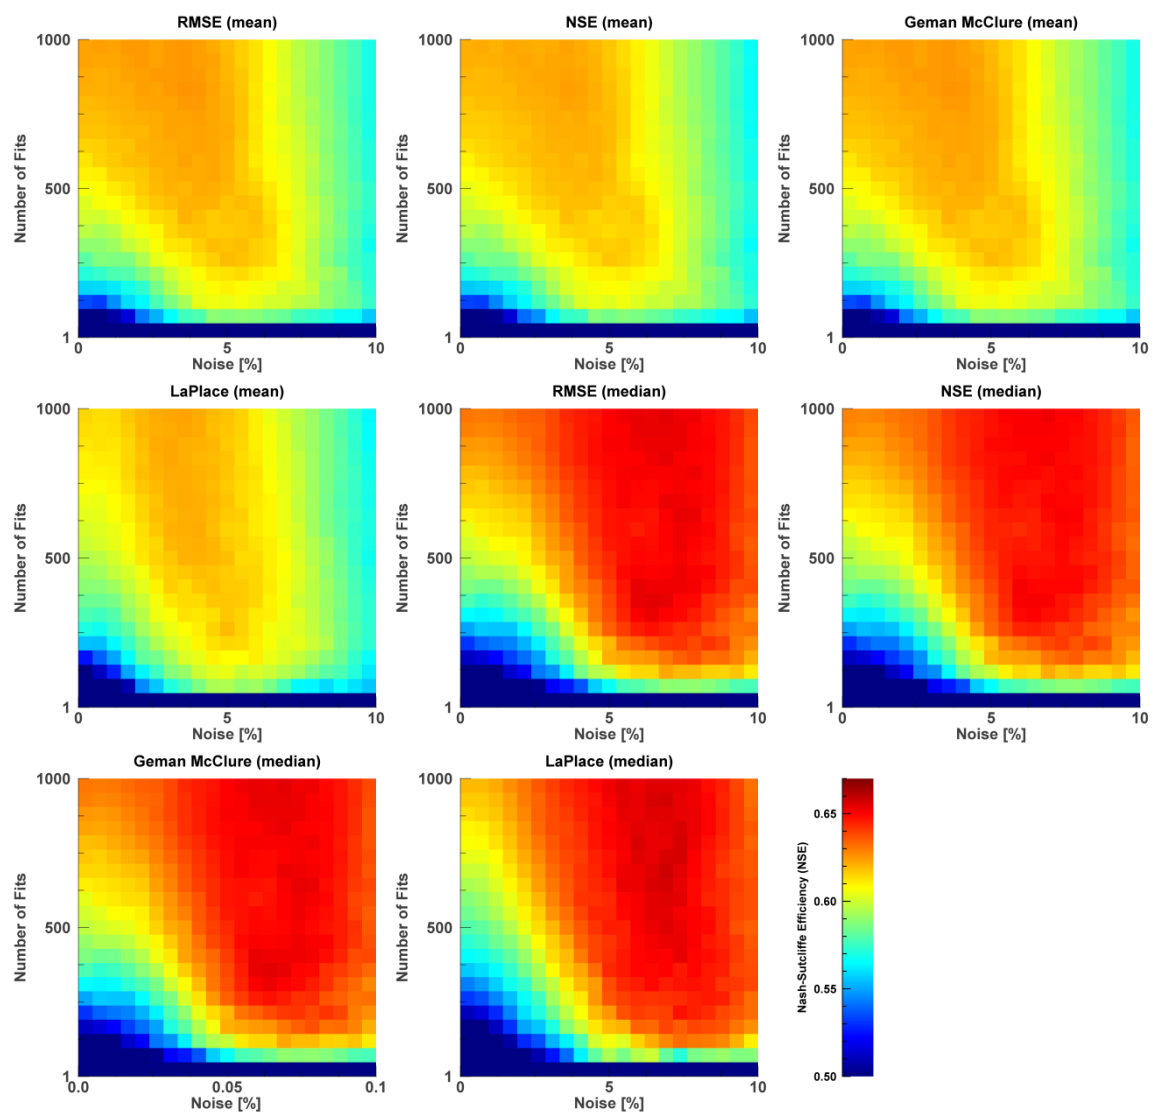 RMSE (mean)
NSE (mean)
Geman McClure (mean)
1000
500
1
Number of Fits
0
5
10
Noise [%]
1000
500
1
Number of Fits
0
5
10
Noise [%]
1000
500
1
Number of Fits
0
5
10
Noise [%]
LaPlace (mean)
RMSE (median)
NSE (median)
1000
500
1
Number of Fits
0
5
10
Noise [%]
1000
500
1
Number of Fits
0
5
10
Noise [%]
1000
500
1
Number of Fits
0
5
10
Noise [%]
Geman McClure (median)
LaPlace (median)
1000
500
1
Number of Fits
0.0
0.05
0.1
Noise [%]
1000
500
1
Number of Fits
0
5
10
Noise [%]
0.65
0.60
0.55
0.50
Nash-Sutcliffe Efficiency (NSE)